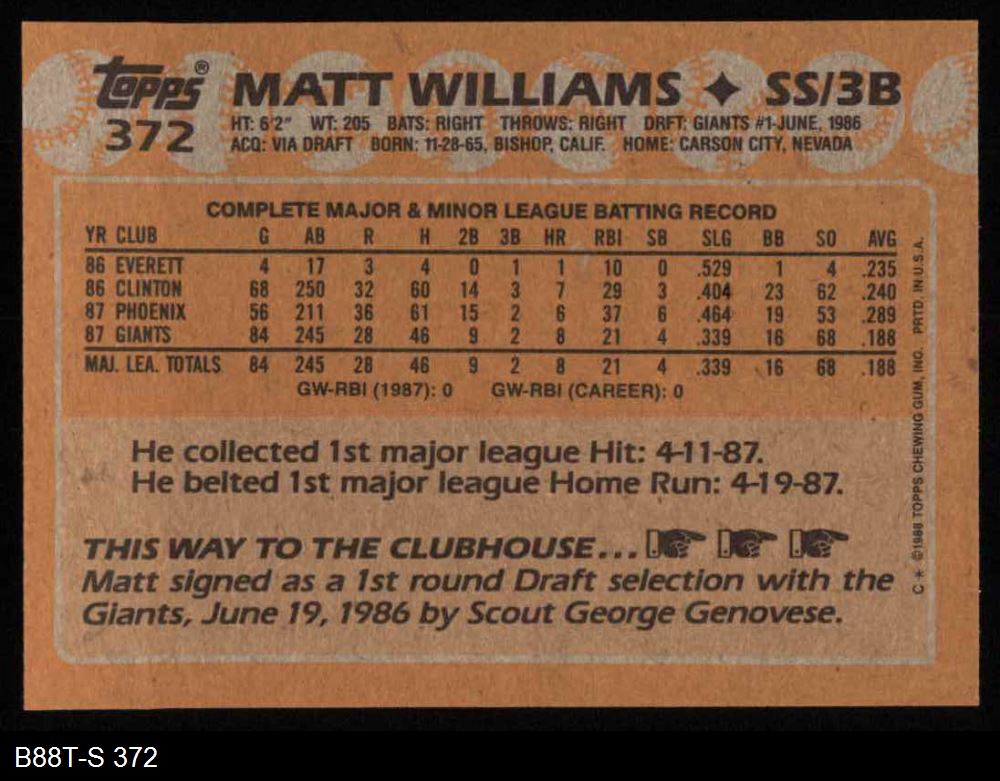 topps® MATT WILLIAMS ✦ SS/3B
372 HT: 6'2" WT: 205 BATS: RIGHT THROWS: RIGHT DRFT: GIANTS #1-JUNE, 1986
ACQ: VIA DRAFT BORN: 11-28-65, BISHOP, CALIF. HOME: CARSON CITY, NEVADA
COMPLETE MAJOR & MINOR LEAGUE BATTING RECORD
YR CLUB G AB R H 2B 3B HR RBI SB SLG BB SO AVG
86 EVERETT 4 17 3 4 0 1 1 10 0 .529 1 4 .235
86 CLINTON 68 250 32 60 14 3 7 29 3 .404 23 62 .240
87 PHOENIX 56 211 36 61 15 2 6 37 6 .464 19 53 .289
87 GIANTS 84 245 28 46 9 2 8 21 4 .339 16 68 .188
MAJ. LEA. TOTALS 84 245 28 46 9 2 8 21 4 .339 16 68 .188
GW-RBI (1987): 0 GW-RBI (CAREER): 0
He collected 1st major league Hit: 4-11-87.
He belted 1st major league Home Run: 4-19-87.
THIS WAY TO THE CLUBHOUSE...
Matt signed as a 1st round Draft selection with the
Giants, June 19, 1986 by Scout George Genovese.
C * ©1988 TOPPS CHEWING GUM, INC. PRTD. IN U.S.A.
B88T-S 372